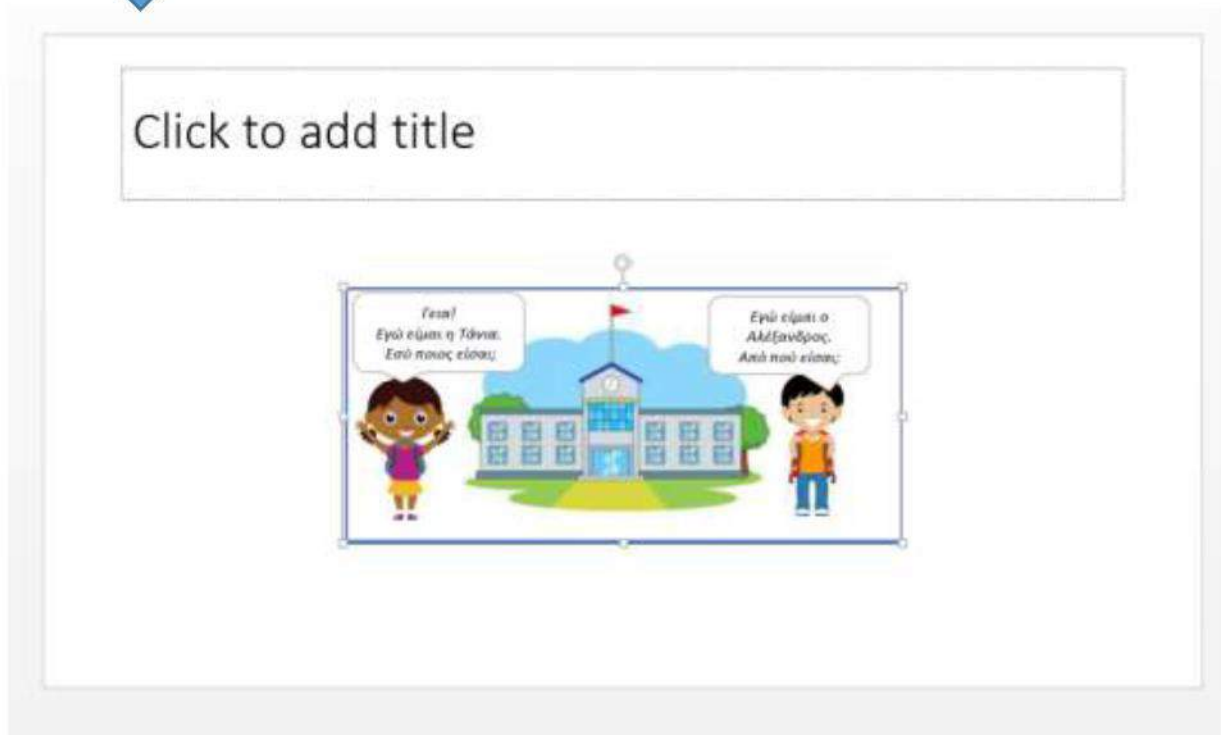 Click to add title
Γεια!
Εγώ είμαι η Τάνια.
Εσύ ποιος είσαι;
Εγώ είμαι ο
Αλέξανδρος.
Από πού είσαι;